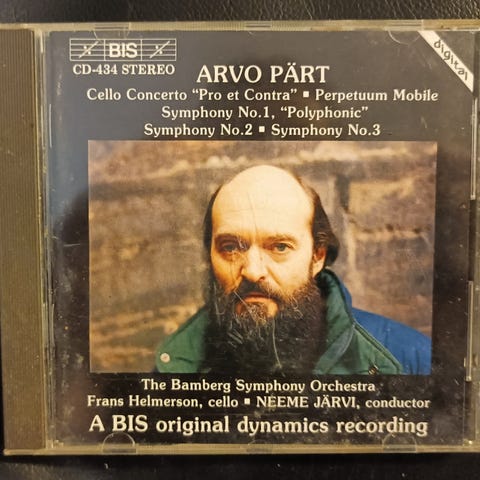 BIS
digital
CD-434 STEREO
ARVO PÄRT
Cello Concerto "Pro et Contra" ▪ Perpetuum Mobile
Symphony No.1, "Polyphonic"
Symphony No.2 ▪ Symphony No.3
The Bamberg Symphony Orchestra
Frans Helmerson, cello ▪ NEEME JÄRVI, conductor
A BIS original dynamics recording